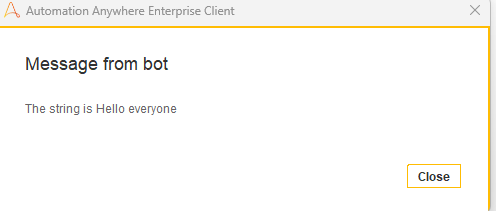 Automation Anywhere Enterprise Client
Message from bot
The string is Hello everyone
Close